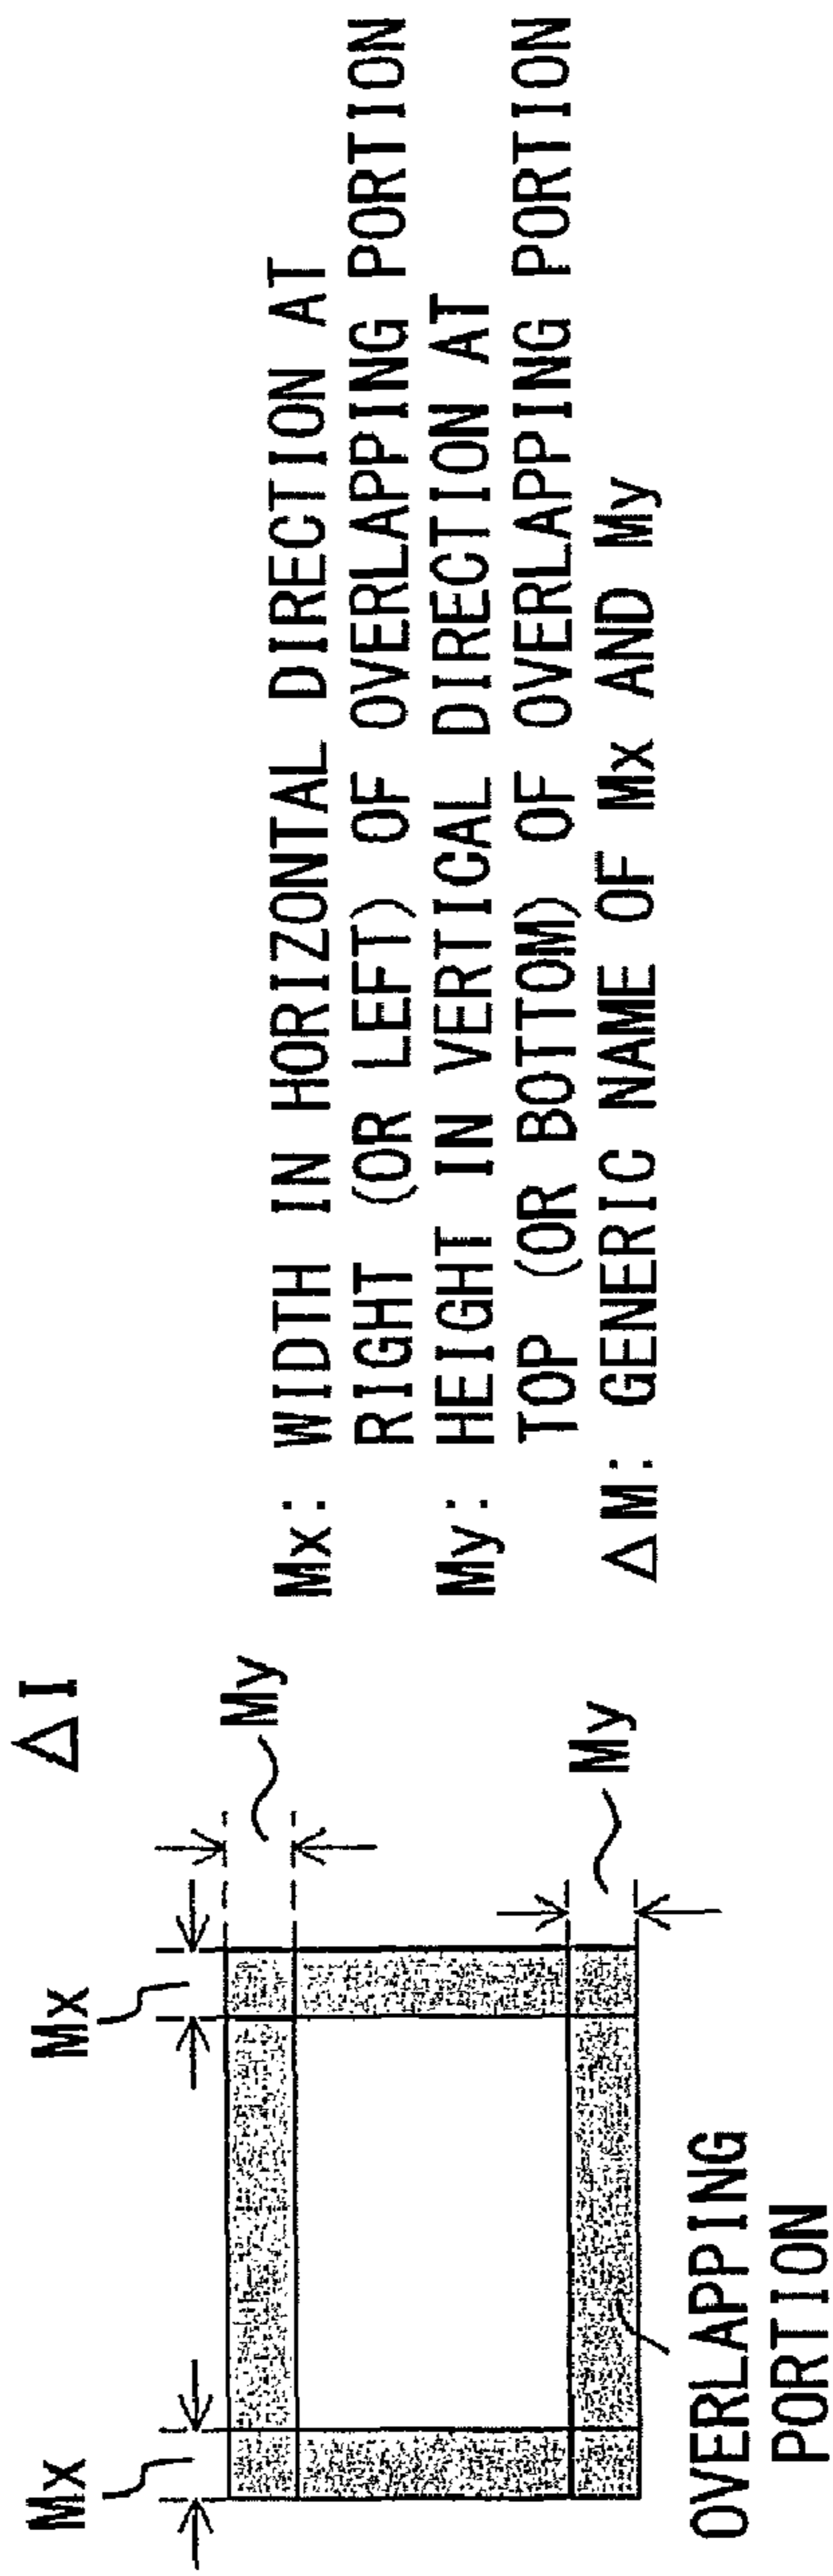 ΔI
Mx
Mx
My
My
OVERLAPPING
PORTION
Mx: WIDTH IN HORIZONTAL DIRECTION AT
RIGHT (OR LEFT) OF OVERLAPPING PORTION
My: HEIGHT IN VERTICAL DIRECTION AT
TOP (OR BOTTOM) OF OVERLAPPING PORTION
ΔM: GENERIC NAME OF Mx AND My